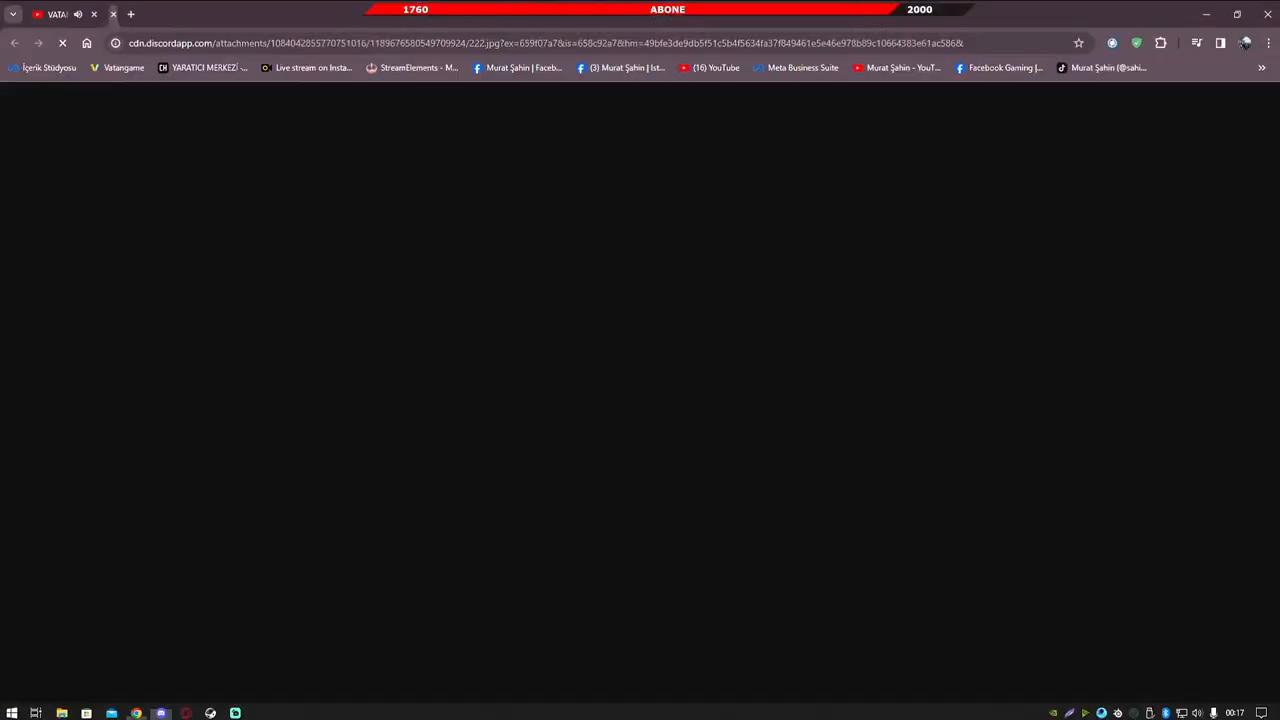 1760 ABONE 2000
VATA!
cdn.discordapp.com/attachments/1084042855770751016/1189676580549709924/222.jpg?ex=659f07a7&is=658c92a7&hm=49bfe3de9db5f51c5b4f5634fa37f849461e5e46e978b89c10664383e61ac586&
İçerik Stüdyosu Vatangame YARATICI MERKEZİ -... Live stream on Insta... StreamElements - M... Murat Şahin | Faceb... (3) Murat Şahin | Ist... (16) YouTube Meta Business Suite Murat Şahin - YouT... Facebook Gaming |... Murat Şahin (@sahi...
00:17